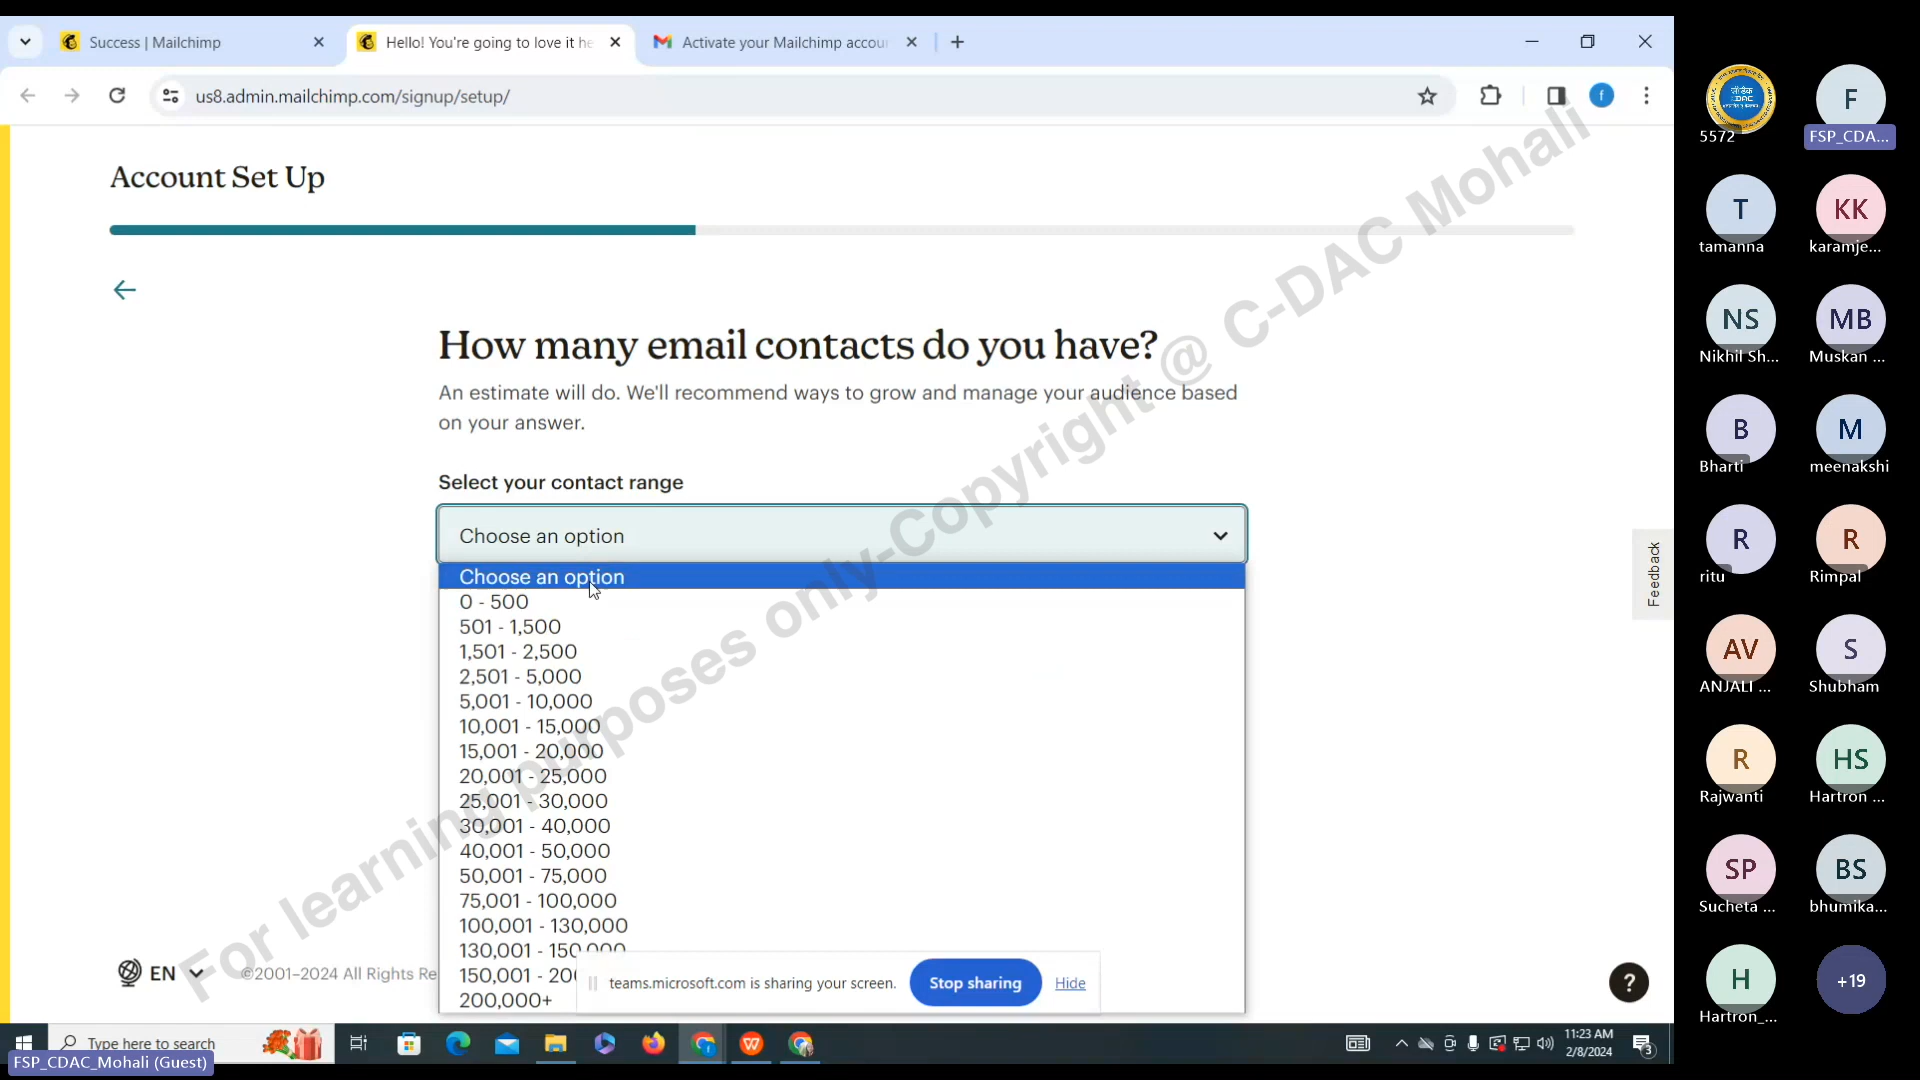 Success | Mailchimp
Hello! You're going to love it he
Activate your Mailchimp accou
us8.admin.mailchimp.com/signup/setup/
f
Account Set Up
How many email contacts do you have?
An estimate will do. We'll recommend ways to grow and manage your audience based
on your answer.
Select your contact range
Choose an option
Choose an option
0 - 500
501 - 1,500
1,501 - 2,500
2,501 - 5,000
5,001 - 10,000
10,001 - 15,000
15,001 - 20,000
20,001 - 25,000
25,001 - 30,000
30,001 - 40,000
40,001 - 50,000
50,001 - 75,000
75,001 - 100,000
100,001 - 130,000
130,001 - 150,000
150,001 - 20
200,000+
Feedback
EN
©2001–2024 All Rights Re
teams.microsoft.com is sharing your screen.
Stop sharing
Hide
?
For learning purposes only-Copyright @ C-DAC Mohali
Type here to search
11:23 AM
2/8/2024
3
FSP_CDAC_Mohali (Guest)
5572
F
FSP_CDA...
T
tamanna
KK
karamje...
NS
Nikhil Sh...
MB
Muskan ...
B
Bharti
M
meenakshi
R
ritu
R
Rimpal
AV
ANJALI ...
S
Shubham
R
Rajwanti
HS
Hartron ...
SP
Sucheta ...
BS
bhumika...
H
Hartron_...
+19